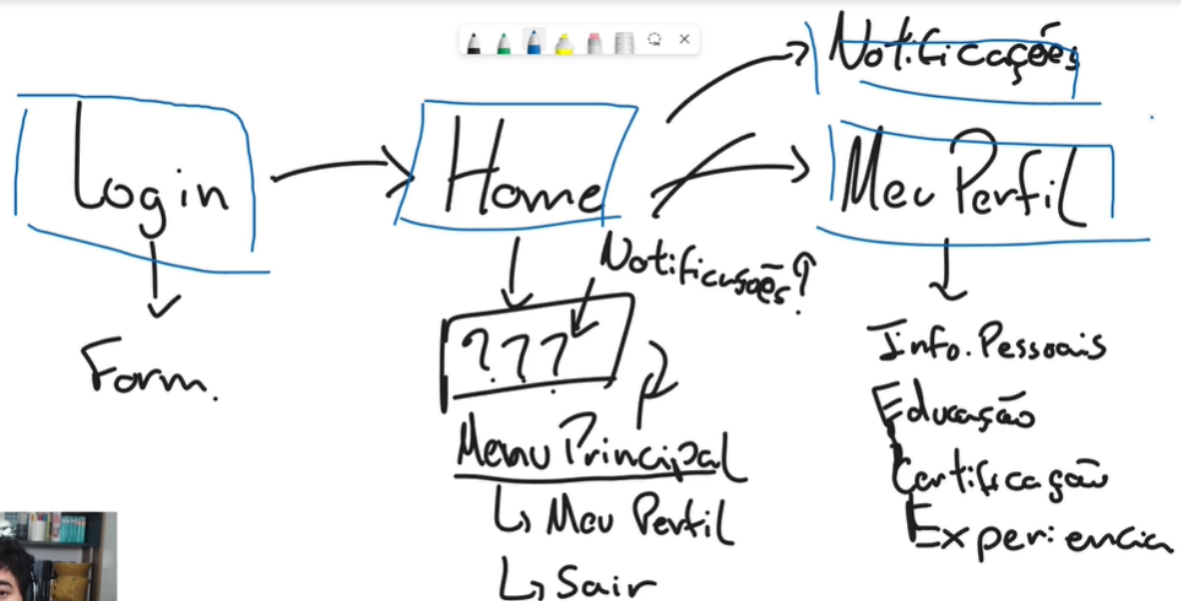 Login
Form.
Home
Notificações?
???
Menu Principal
Meu Perfil
Sair
Notificações
Meu Perfil
Info. Pessoais
Educação
Certificação
Experiencia